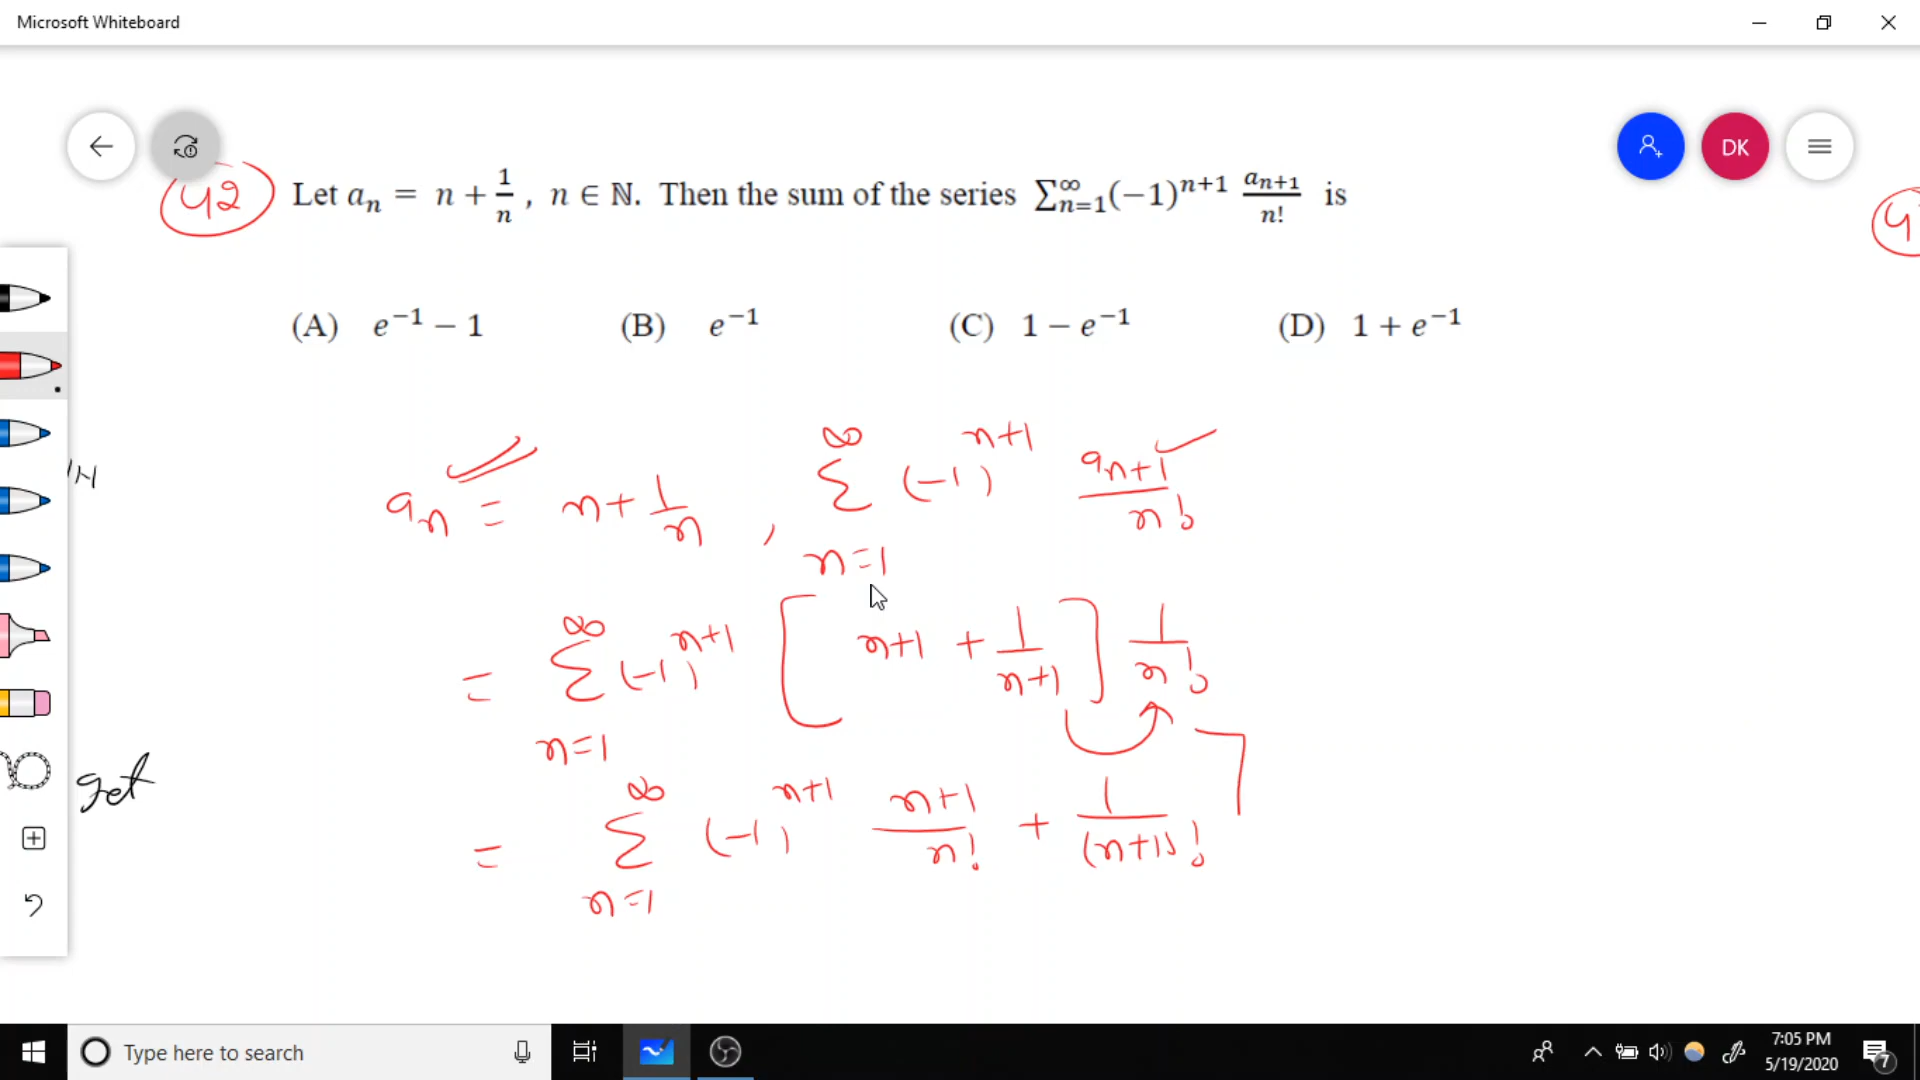 Microsoft Whiteboard
DK
42 Let aₙ = n + 1/n , n ∈ ℕ. Then the sum of the series ∑ₙ₌₁^∞ (−1)ⁿ⁺¹ aₙ₊₁/n! is
(A) e⁻¹ − 1 (B) e⁻¹ (C) 1 − e⁻¹ (D) 1 + e⁻¹
aₙ = n + 1/n , ∑ₙ₌₁^∞ (−1)ⁿ⁺¹ aₙ₊₁/n!
= ∑ₙ₌₁^∞ (−1)ⁿ⁺¹ [ n+1 + 1/(n+1) ] 1/n!
get
= ∑ₙ₌₁^∞ (−1)ⁿ⁺¹ (n+1)/n! + 1/(n+1)! ]
Type here to search
7:05 PM
5/19/2020
7